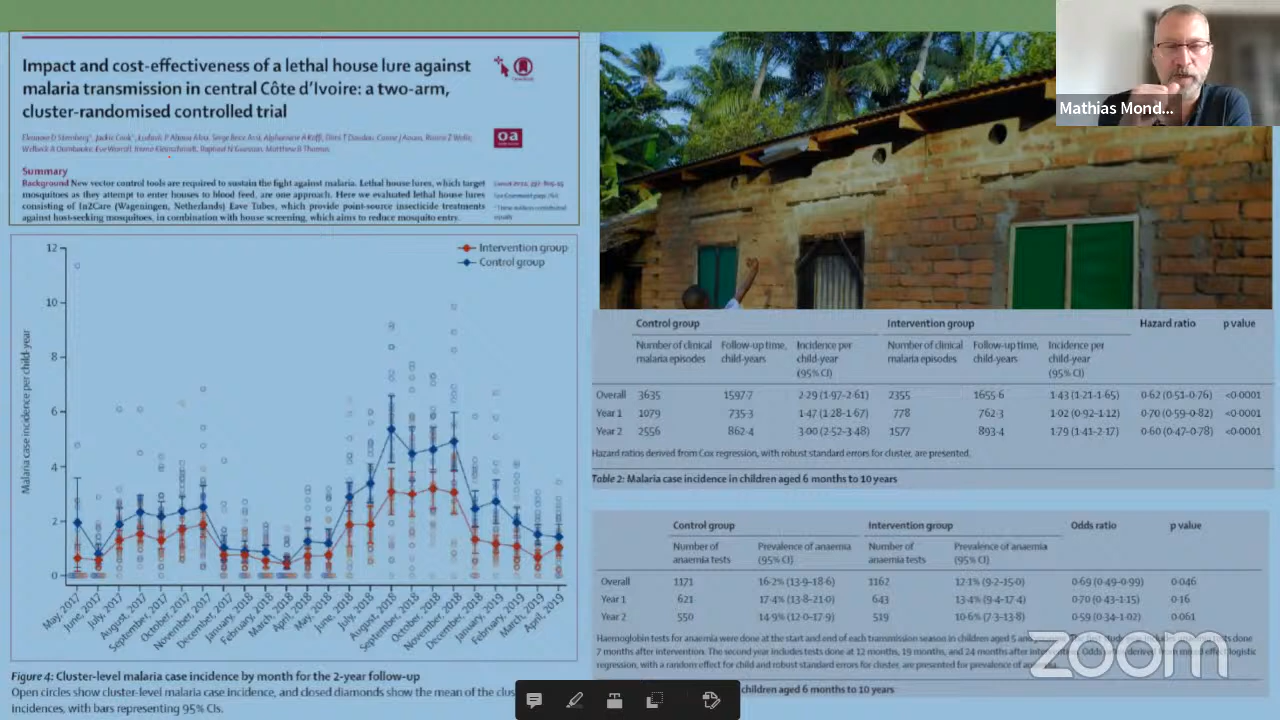 Impact and cost-effectiveness of a lethal house lure against
malaria transmission in central Côte d'Ivoire: a two-arm,
cluster-randomised controlled trial
Summary
Background New vector control tools are required to sustain the fight against malaria. Lethal house lures, which target
mosquitoes as they attempt to enter houses to blood feed, are one approach. Here we evaluated lethal house lures
consisting of In2Care (Wageningen, Netherlands) Eave Tubes, which provide point-source insecticide treatments
against host-seeking mosquitoes, in combination with house screening, which aims to reduce mosquito entry.
oa
Mathias Mond...
Malaria case incidence per child-year
12
10
8
6
4
2
0
Intervention group
Control group
May, 2017
June, 2017
July, 2017
August, 2017
September, 2017
October, 2017
November, 2017
December, 2017
January, 2018
February, 2018
March, 2018
April, 2018
May, 2018
June, 2018
July, 2018
August, 2018
September, 2018
October, 2018
November, 2018
December, 2018
January, 2019
February, 2019
March, 2019
April, 2019
Figure 4: Cluster-level malaria case incidence by month for the 2-year follow-up
Open circles show cluster-level malaria case incidence, and closed diamonds show the mean of the clus
incidences, with bars representing 95% CIs.
Control group Intervention group Hazard ratio p value
Number of clinical malaria episodes Follow-up time, child-years Incidence per child-year (95% CI) Number of clinical malaria episodes Follow-up time, child-years Incidence per child-year (95% CI)
Overall 3635 1597·7 2·29 (1·97–2·61) 2355 1655·6 1·43 (1·21–1·65) 0·62 (0·51–0·76) <0·0001
Year 1 1079 735·3 1·47 (1·28–1·67) 778 762·3 1·02 (0·92–1·12) 0·70 (0·59–0·82) <0·0001
Year 2 2556 862·4 3·00 (2·52–3·48) 1577 893·4 1·79 (1·41–2·17) 0·60 (0·47–0·78) <0·0001
Hazard ratios derived from Cox regression, with robust standard errors for cluster, are presented.
Table 2: Malaria case incidence in children aged 6 months to 10 years
Control group Intervention group Odds ratio p value
Number of anaemia tests Prevalence of anaemia (95% CI) Number of anaemia tests Prevalence of anaemia (95% CI)
Overall 1171 16·2% (13·9–18·6) 1162 12·1% (9·2–15·0) 0·69 (0·49–0·99) 0·046
Year 1 621 17·4% (13·8–21·0) 643 13·4% (9·4–17·4) 0·70 (0·43–1·15) 0·16
Year 2 550 14·9% (12·0–17·9) 519 10·6% (7·3–13·8) 0·59 (0·34–1·02) 0·061
Haemoglobin tests for anaemia were done at the start and end of each transmission season in children aged 5
7 months after intervention. The second year includes tests done at 12 months, 19 months, and 24 months after
regression, with a random effect for child and robust standard errors for cluster, are presented for prevalence of
children aged 6 months to 10 years
zoom